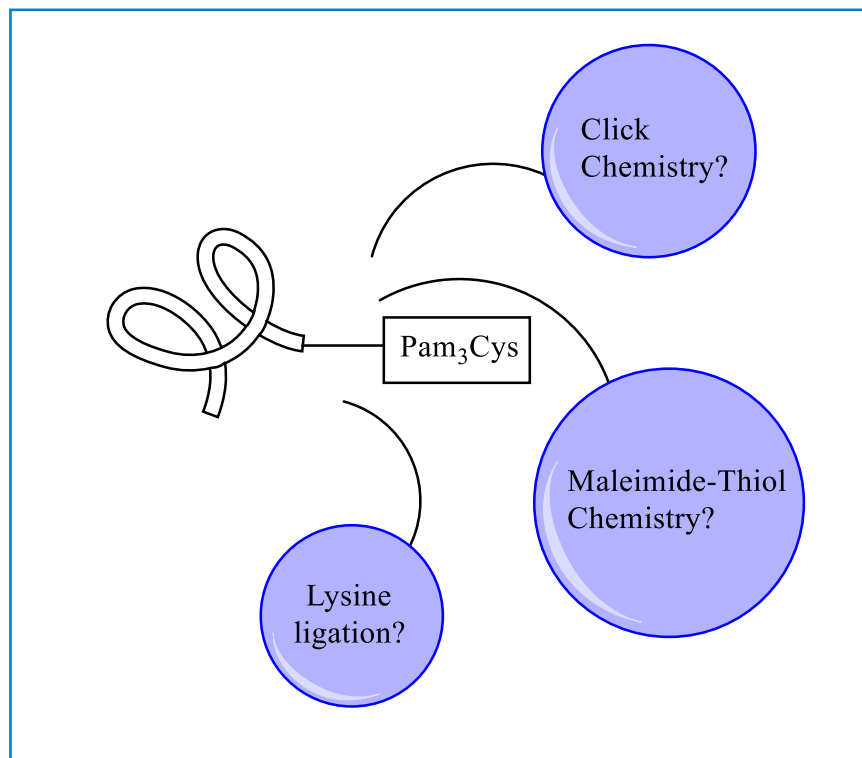 Click
Chemistry?
Pam₃Cys
Maleimide-Thiol
Chemistry?
Lysine
ligation?